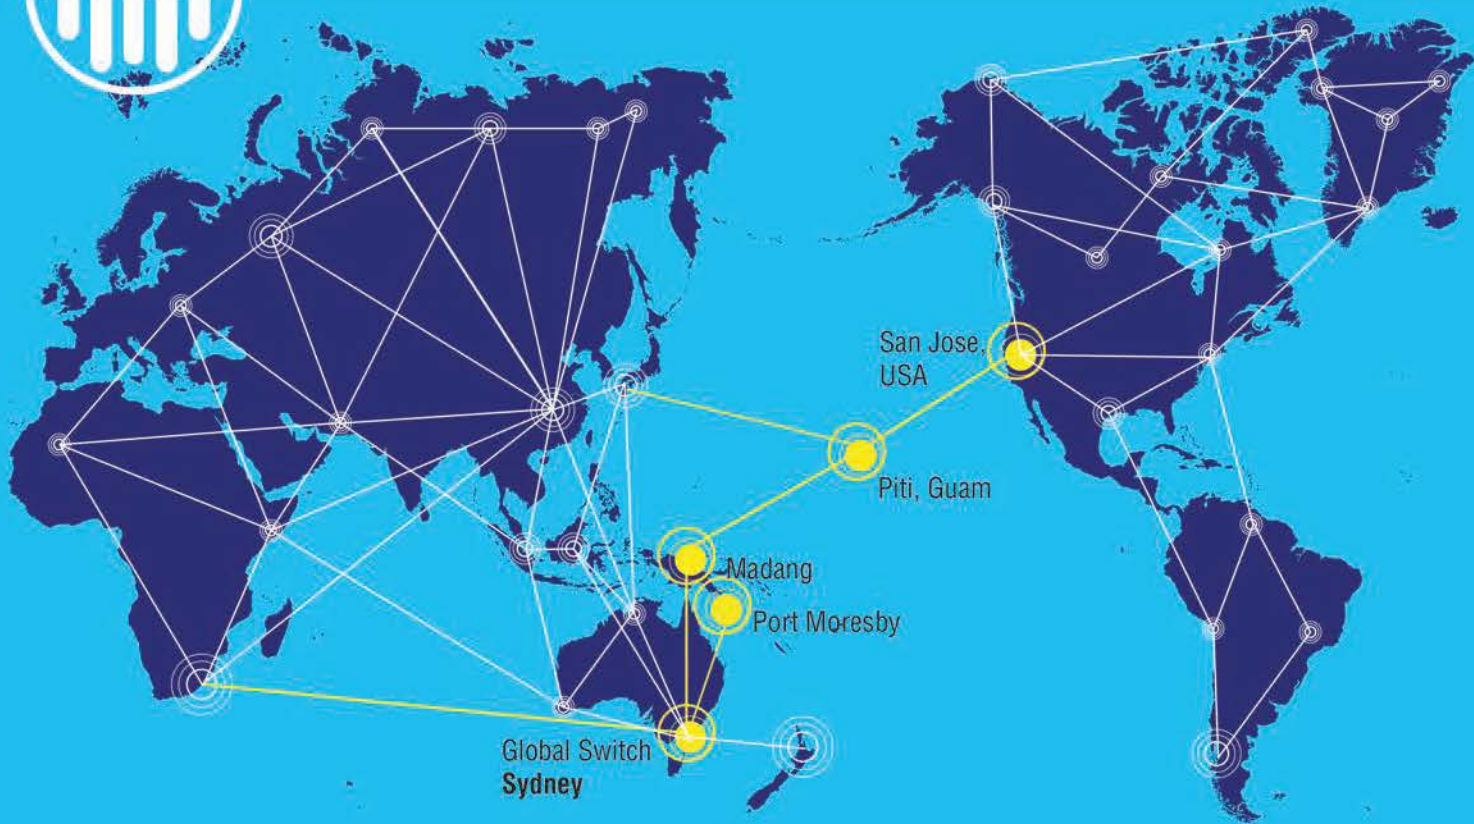 San Jose,
USA
Piti, Guam
Madang
Port Moresby
Global Switch
Sydney